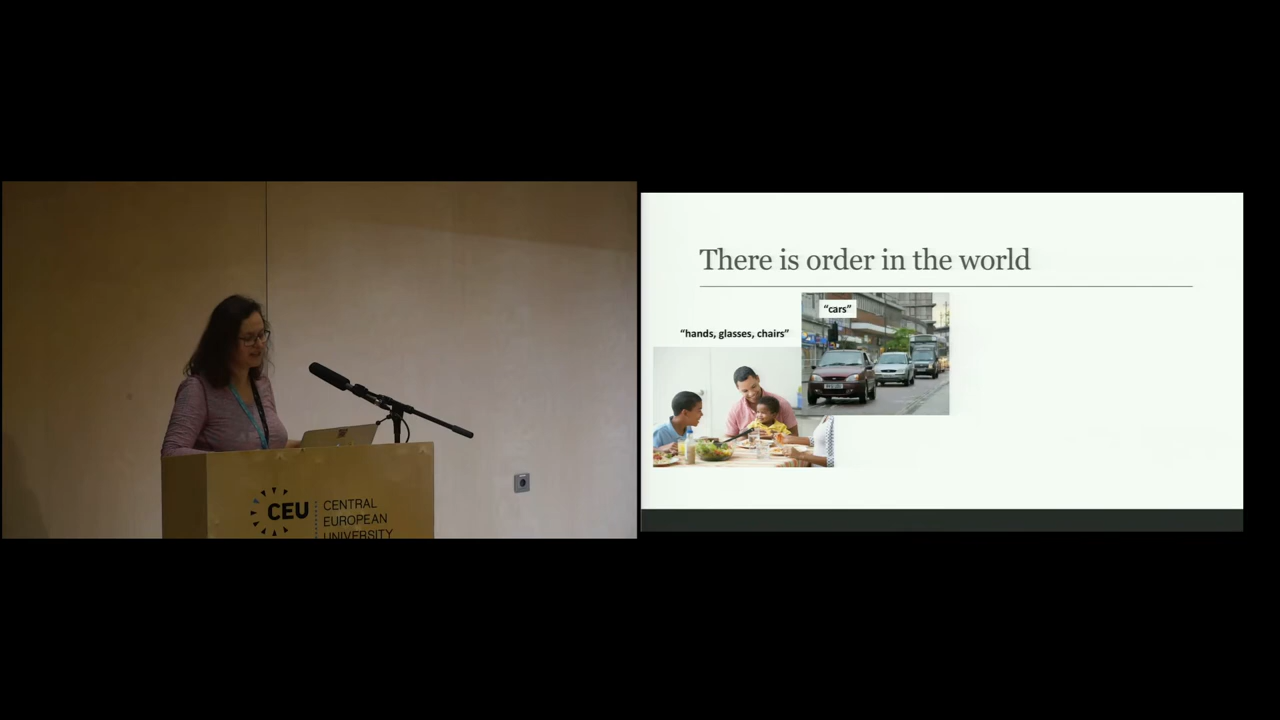 CEU
CENTRAL
EUROPEAN
UNIVERSITY
There is order in the world
“cars”
“hands, glasses, chairs”